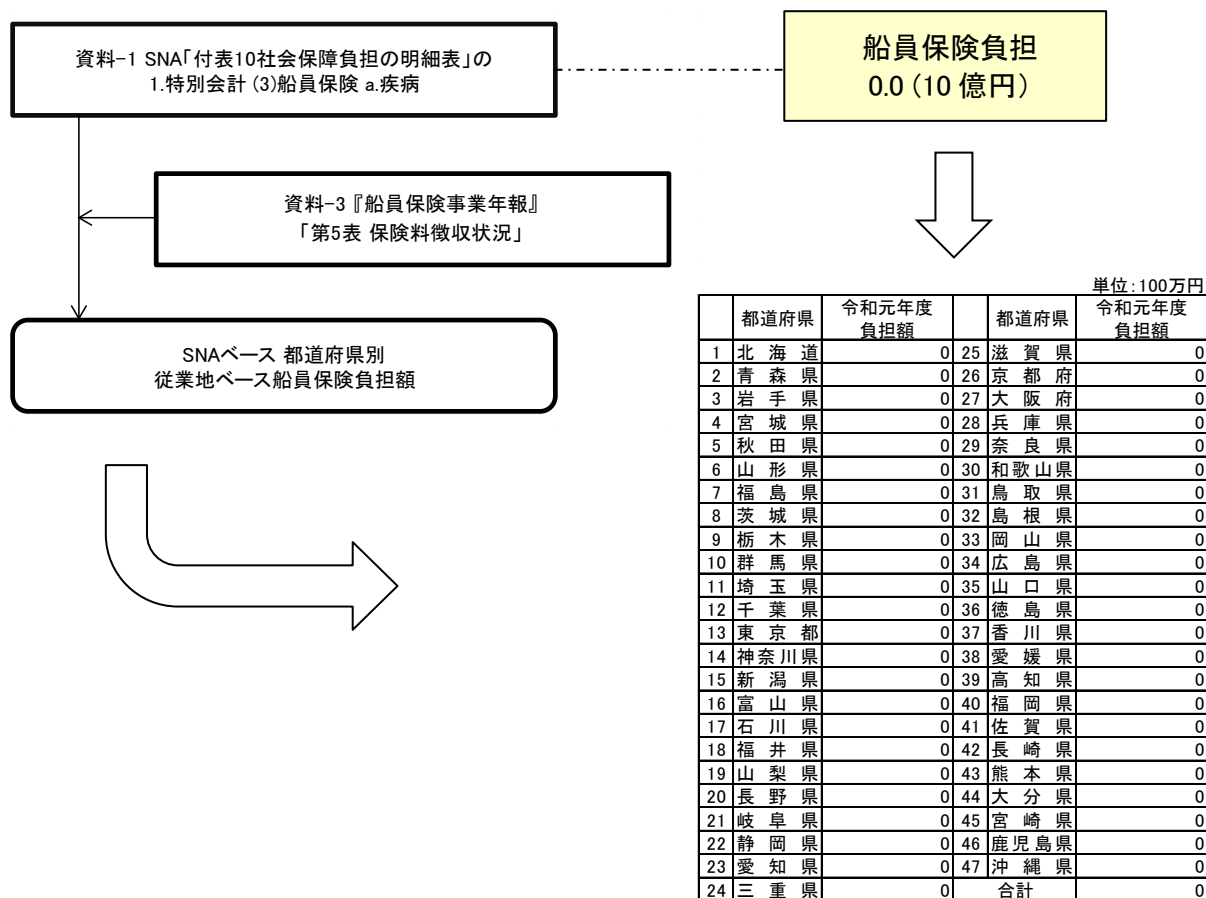 資料-1 SNA「付表10社会保障負担の明細表」の
1.特別会計 (3)船員保険 a.疾病
船員保険負担
0.0 (10 億円)
資料-3 『船員保険事業年報』
「第5表 保険料徴収状況」
SNAベース 都道府県別
従業地ベース船員保険負担額
単位:100万円
都道府県 令和元年度 負担額 都道府県 令和元年度 負担額
1 北海道 0 25 滋賀県 0
2 青森県 0 26 京都府 0
3 岩手県 0 27 大阪府 0
4 宮城県 0 28 兵庫県 0
5 秋田県 0 29 奈良県 0
6 山形県 0 30 和歌山県 0
7 福島県 0 31 鳥取県 0
8 茨城県 0 32 島根県 0
9 栃木県 0 33 岡山県 0
10 群馬県 0 34 広島県 0
11 埼玉県 0 35 山口県 0
12 千葉県 0 36 徳島県 0
13 東京都 0 37 香川県 0
14 神奈川県 0 38 愛媛県 0
15 新潟県 0 39 高知県 0
16 富山県 0 40 福岡県 0
17 石川県 0 41 佐賀県 0
18 福井県 0 42 長崎県 0
19 山梨県 0 43 熊本県 0
20 長野県 0 44 大分県 0
21 岐阜県 0 45 宮崎県 0
22 静岡県 0 46 鹿児島県 0
23 愛知県 0 47 沖縄県 0
24 三重県 0 合計 0